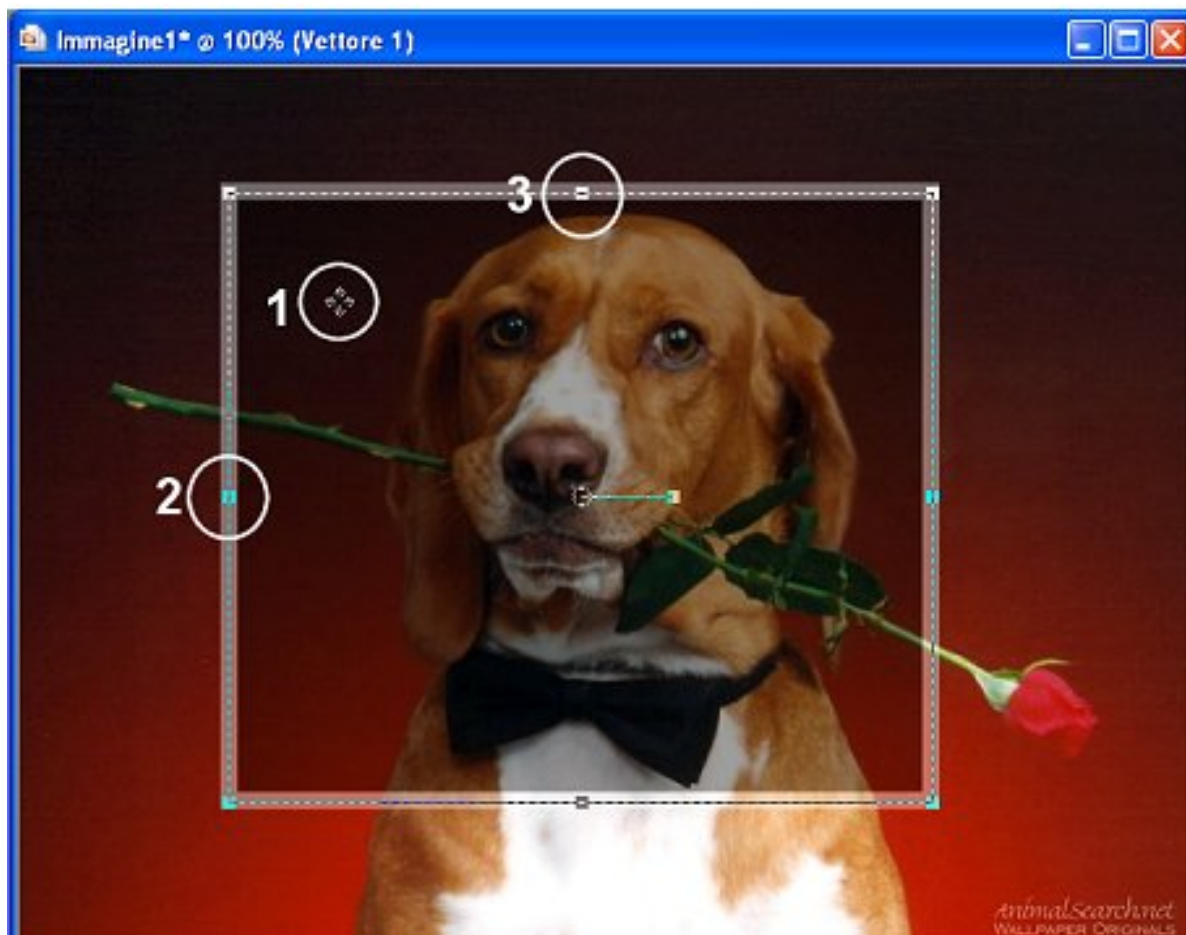 Immagine1* @ 100% (Vettore 1)
3
1
2
AnimalSearch.net
WALLPAPER ORIGINALS